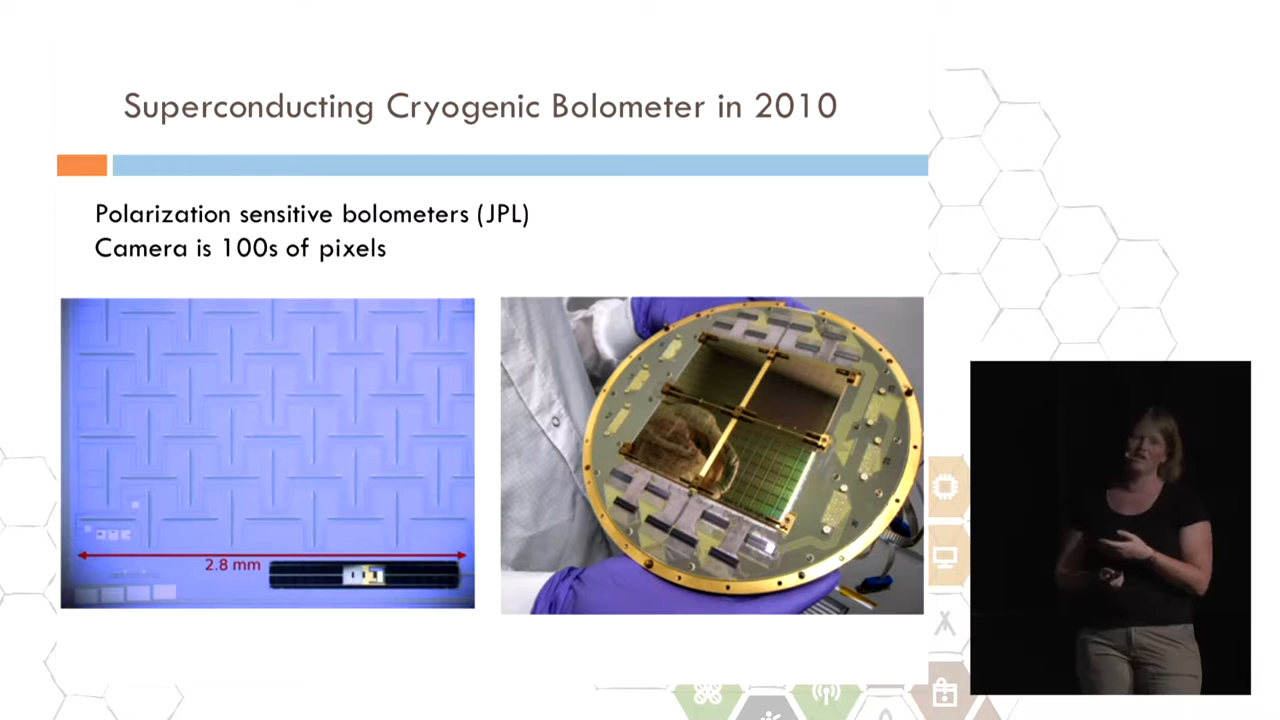 Superconducting Cryogenic Bolometer in 2010
Polarization sensitive bolometers (JPL)
Camera is 100s of pixels
2.8 mm